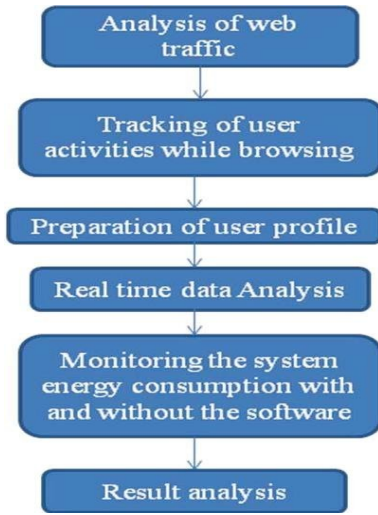 Analysis of web
traffic
Tracking of user
activities while browsing
Preparation of user profile
Real time data Analysis
Monitoring the system
energy consumption with
and without the software
Result analysis